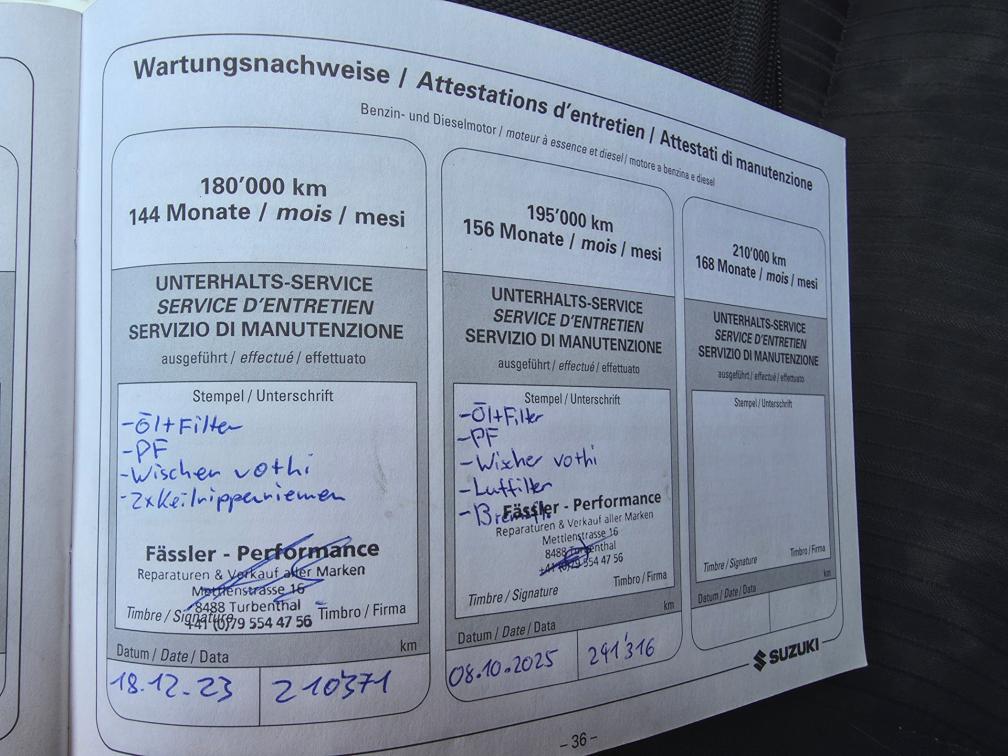 Wartungsnachweise / Attestations d'entretien / Attestati di manutenzione
Benzin- und Dieselmotor / moteur à essence et diesel / motore a benzina e diesel
180'000 km
144 Monate / mois / mesi
UNTERHALTS-SERVICE
SERVICE D'ENTRETIEN
SERVIZIO DI MANUTENZIONE
ausgeführt / effectué / effettuato
Stempel / Unterschrift
-Öl+Filter
-PF
-Wischer vo+hi
-2xKeilrippenriemen
Fässler - Performance
Reparaturen & Verkauf aller Marken
Mettlenstrasse 16
8488 Turbenthal
Timbre / Signature
Timbro / Firma
+41 (0)79 554 47 56
Datum / Date / Data
km
18.12.23
210'371
195'000 km
156 Monate / mois / mesi
UNTERHALTS-SERVICE
SERVICE D'ENTRETIEN
SERVIZIO DI MANUTENZIONE
ausgeführt / effectué / effettuato
Stempel / Unterschrift
-Öl+Filter
-PF
-Wischer vo+hi
-Luftfilter
Fässler - Performance
Reparaturen & Verkauf aller Marken
Mettlenstrasse 16
8488 Turbenthal
+41 (0)79 554 47 56
Timbre / Signature
Timbro / Firma
Datum / Date / Data
km
08.10.2025
241'316
210'000 km
168 Monate / mois / mesi
UNTERHALTS-SERVICE
SERVICE D'ENTRETIEN
SERVIZIO DI MANUTENZIONE
ausgeführt / effectué / effettuato
Stempel / Unterschrift
Timbre / Signature
Timbro / Firma
Datum / Date / Data
km
SUZUKI
- 36 -